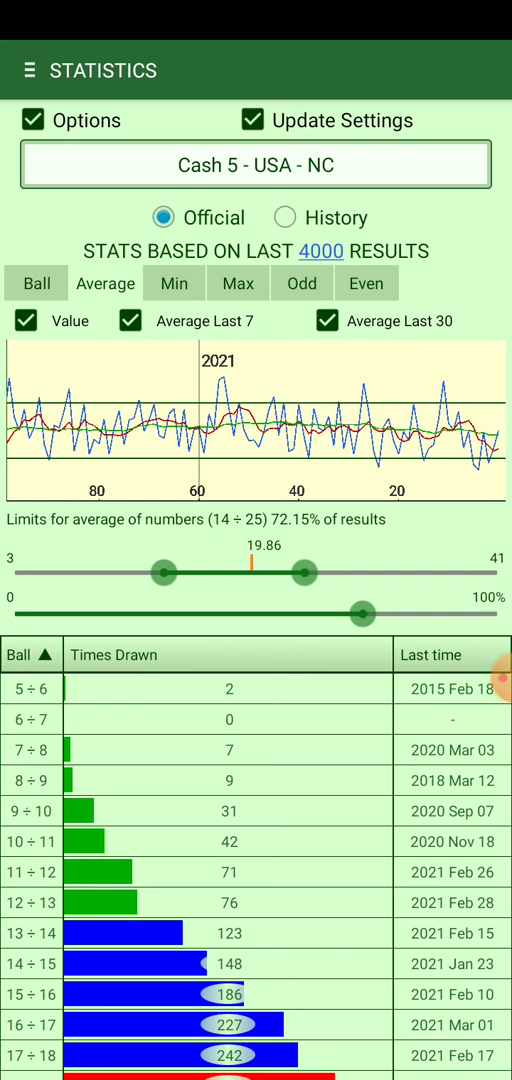 STATISTICS
Options Update Settings
Cash 5 - USA - NC
Official History
STATS BASED ON LAST 4000 RESULTS
Ball Average Min Max Odd Even
Value Average Last 7 Average Last 30
2021
80 60 40 20
Limits for average of numbers (14 ÷ 25) 72.15% of results
19.86
3 41
0 100%
Ball ▲ Times Drawn Last time
5 ÷ 6 2 2015 Feb 18
6 ÷ 7 0 -
7 ÷ 8 7 2020 Mar 03
8 ÷ 9 9 2018 Mar 12
9 ÷ 10 31 2020 Sep 07
10 ÷ 11 42 2020 Nov 18
11 ÷ 12 71 2021 Feb 26
12 ÷ 13 76 2021 Feb 28
13 ÷ 14 123 2021 Feb 15
14 ÷ 15 148 2021 Jan 23
15 ÷ 16 186 2021 Feb 10
16 ÷ 17 227 2021 Mar 01
17 ÷ 18 242 2021 Feb 17